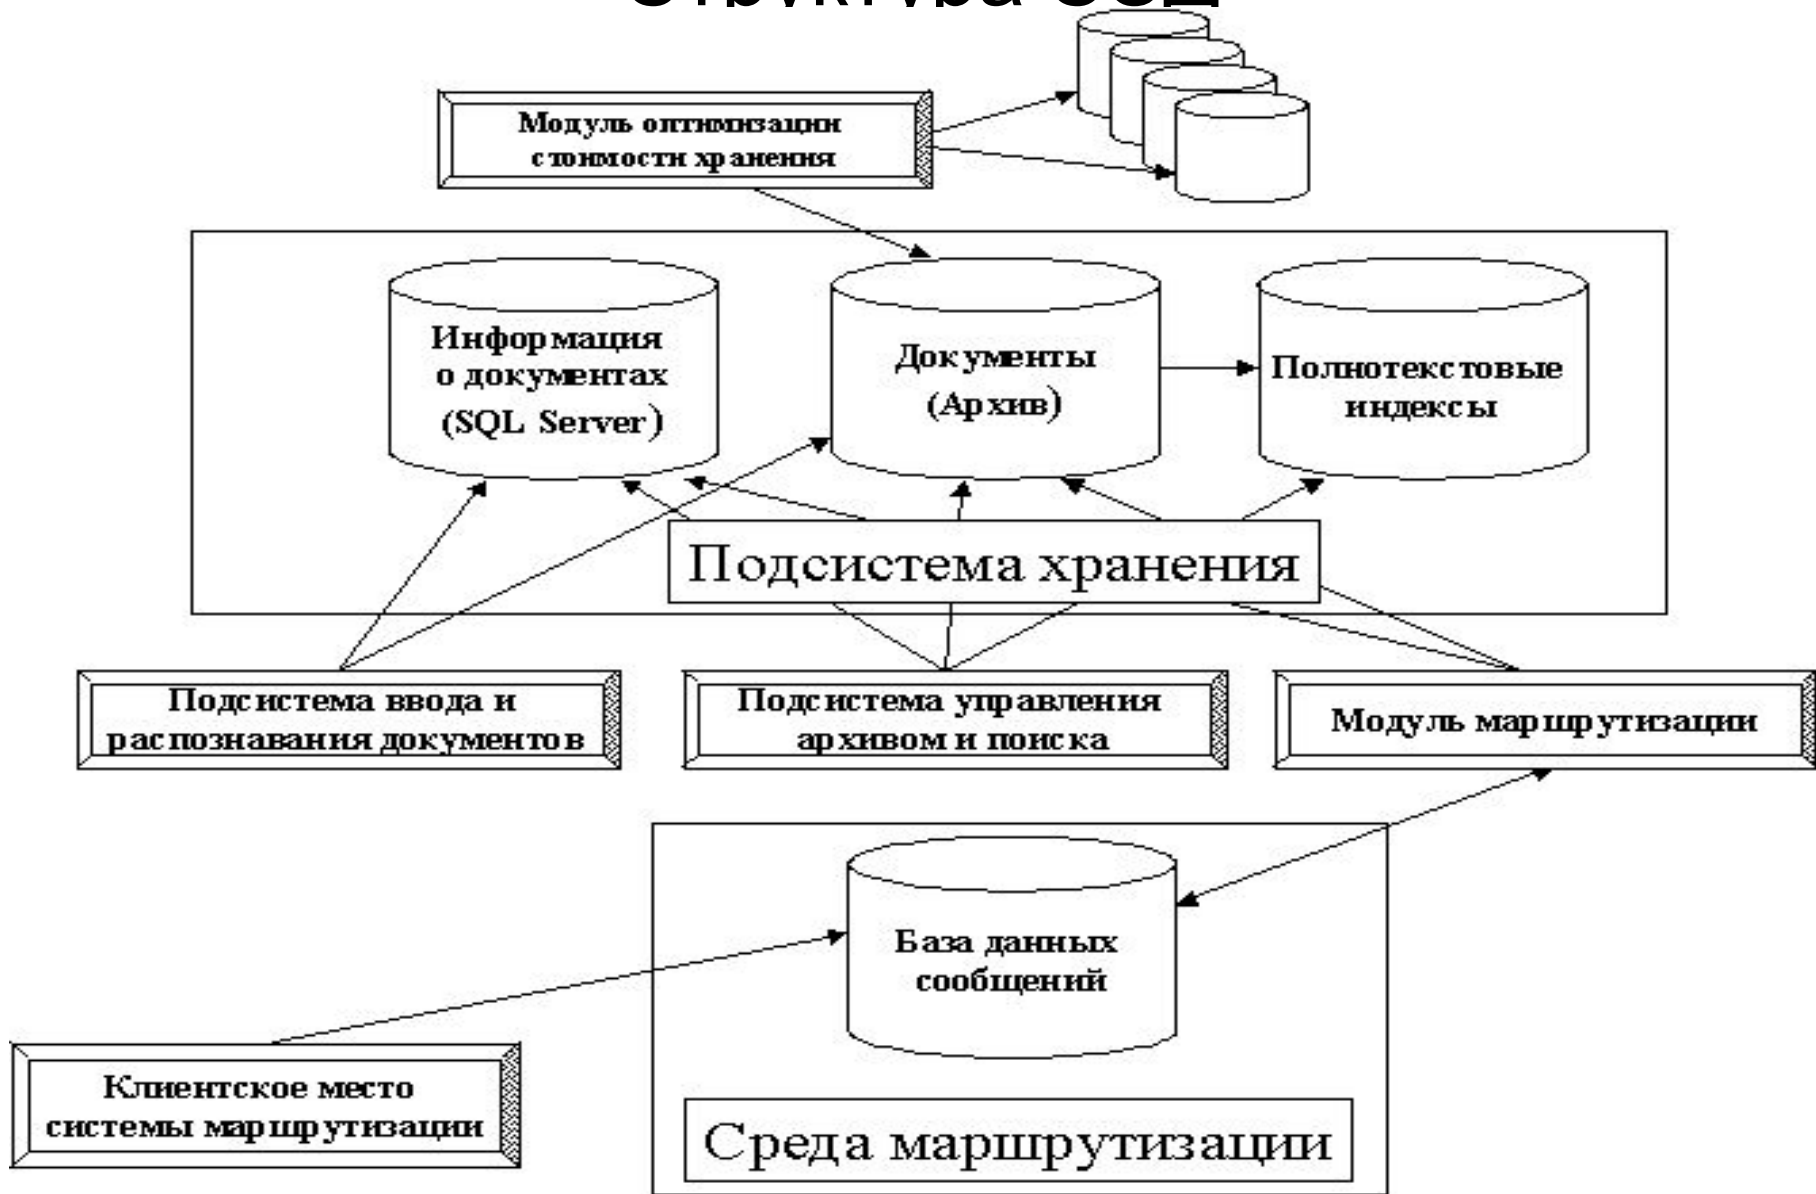 Структура
Модуль оптимизации
стоимости хранения
Информация
о документах
(SQL Server)
Документы
(Архив)
Полнотекстовые
индексы
Подсистема хранения
Подсистема ввода и
распознавания документов
Подсистема управления
архивом и поиска
Модуль маршрутизации
База данных
сообщений
Клиентское место
системы маршрутизации
Среда маршрутизации